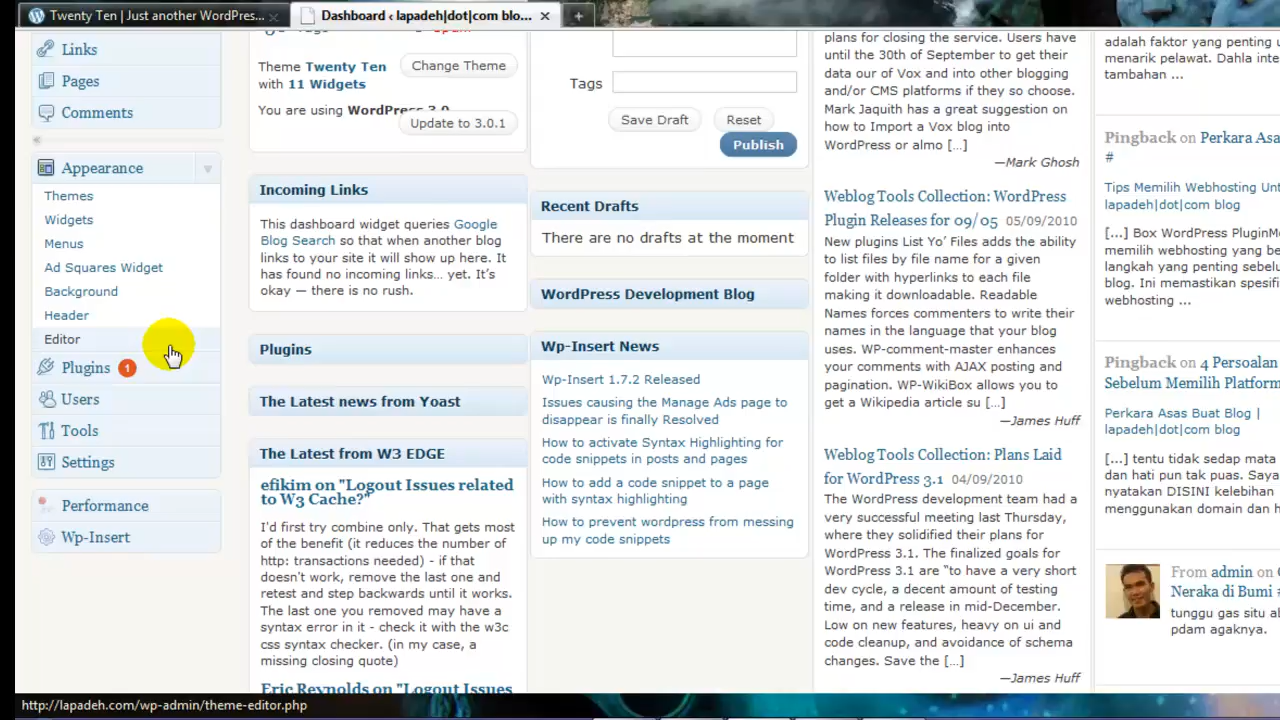 Twenty Ten | Just another WordPres...
Dashboard ‹ lapadeh|dot|com blo...
Links
Pages
Comments
Appearance
Themes
Widgets
Menus
Ad Squares Widget
Background
Header
Editor
Plugins 1
Users
Tools
Settings
Performance
Wp-Insert
Theme Twenty Ten
with 11 Widgets
Change Theme
You are using WordPress 3.0
Update to 3.0.1
Incoming Links
This dashboard widget queries Google
Blog Search so that when another blog
links to your site it will show up here. It
has found no incoming links… yet. It's
okay — there is no rush.
Plugins
The Latest news from Yoast
The Latest from W3 EDGE
efikim on "Logout Issues related
to W3 Cache?"
I'd first try combine only. That gets most
of the benefit (it reduces the number of
http: transactions needed) - if that
doesn't work, remove the last one and
retest and step backwards until it works.
The last one you removed may have a
syntax error in it - check it with the w3c
css syntax checker. (in my case, a
missing closing quote)
Eric Reynolds on "Logout Issues
Tags
Save Draft
Reset
Publish
Recent Drafts
There are no drafts at the moment
WordPress Development Blog
Wp-Insert News
Wp-Insert 1.7.2 Released
Issues causing the Manage Ads page to
disappear is finally Resolved
How to activate Syntax Highlighting for
code snippets in posts and pages
How to add a code snippet to a page
with syntax highlighting
How to prevent wordpress from messing
up my code snippets
plans for closing the service. Users have
until the 30th of September to get their
data our of Vox and into other blogging
and/or CMS platforms if they so choose.
Mark Jaquith has a great suggestion on
how to Import a Vox blog into
WordPress or almo […]
—Mark Ghosh
Weblog Tools Collection: WordPress
Plugin Releases for 09/05 05/09/2010
New plugins List Yo' Files adds the ability
to list files by file name for a given
folder with hyperlinks to each file
making it downloadable. Readable
Names forces commenters to write their
names in the language that your blog
uses. WP-comment-master enhances
your comments with AJAX posting and
pagination. WP-WikiBox allows you to
get a Wikipedia article su […]
—James Huff
Weblog Tools Collection: Plans Laid
for WordPress 3.1 04/09/2010
The WordPress development team had a
very successful meeting last Thursday,
where they solidified their plans for
WordPress 3.1. The finalized goals for
WordPress 3.1 are “to have a very short
dev cycle, a decent amount of testing
time, and a release in mid-December.
Low on new features, heavy on ui and
code cleanup, and avoidance of schema
changes. Save the […]
—James Huff
adalah faktor yang penting u
menarik pelawat. Dahla inte
tambahan ...
Pingback on Perkara Asa
#
Tips Memilih Webhosting Unt
lapadeh|dot|com blog
[...] Box WordPress PluginMe
memilih webhosting yang be
langkah yang penting sebelu
blog. Ini memastikan spesifi
webhosting ...
Pingback on 4 Persoalan
Sebelum Memilih Platform
Perkara Asas Buat Blog |
lapadeh|dot|com blog
[...] tentu tidak sedap mata
dan hati pun tak puas. Saya
nyatakan DISINI kelebihan
menggunakan domain dan h
From admin on
Neraka di Bumi #
tunggu gas situ
pdam agaknya.
http://lapadeh.com/wp-admin/theme-editor.php